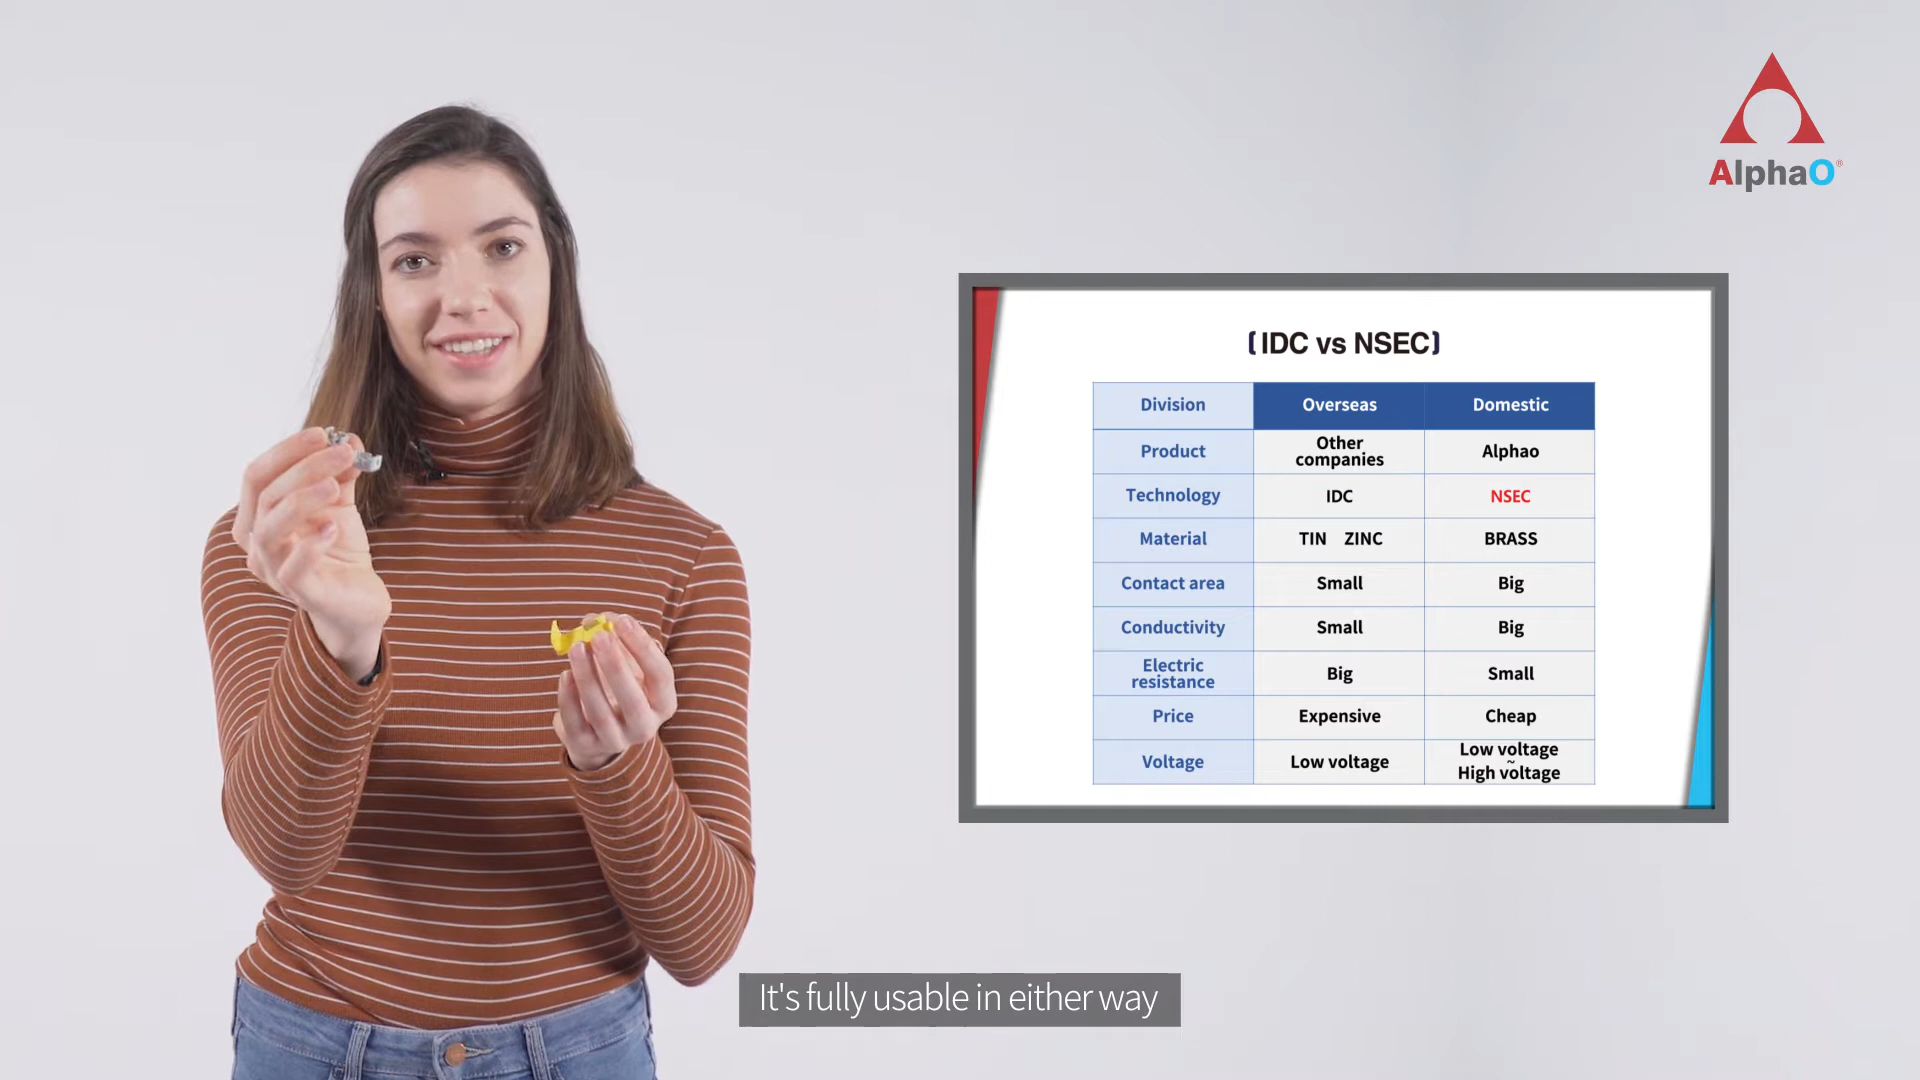 AlphaO®
[IDC vs NSEC]
Division Overseas Domestic
Product Other companies Alphao
Technology IDC NSEC
Material TIN ZINC BRASS
Contact area Small Big
Conductivity Small Big
Electric resistance Big Small
Price Expensive Cheap
Voltage Low voltage Low voltage ~ High voltage
It's fully usable in either way